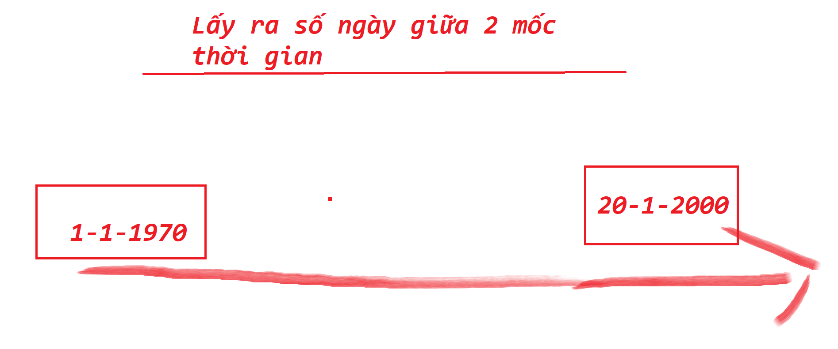 Lấy ra số ngày giữa 2 mốc
thời gian
20-1-2000
1-1-1970